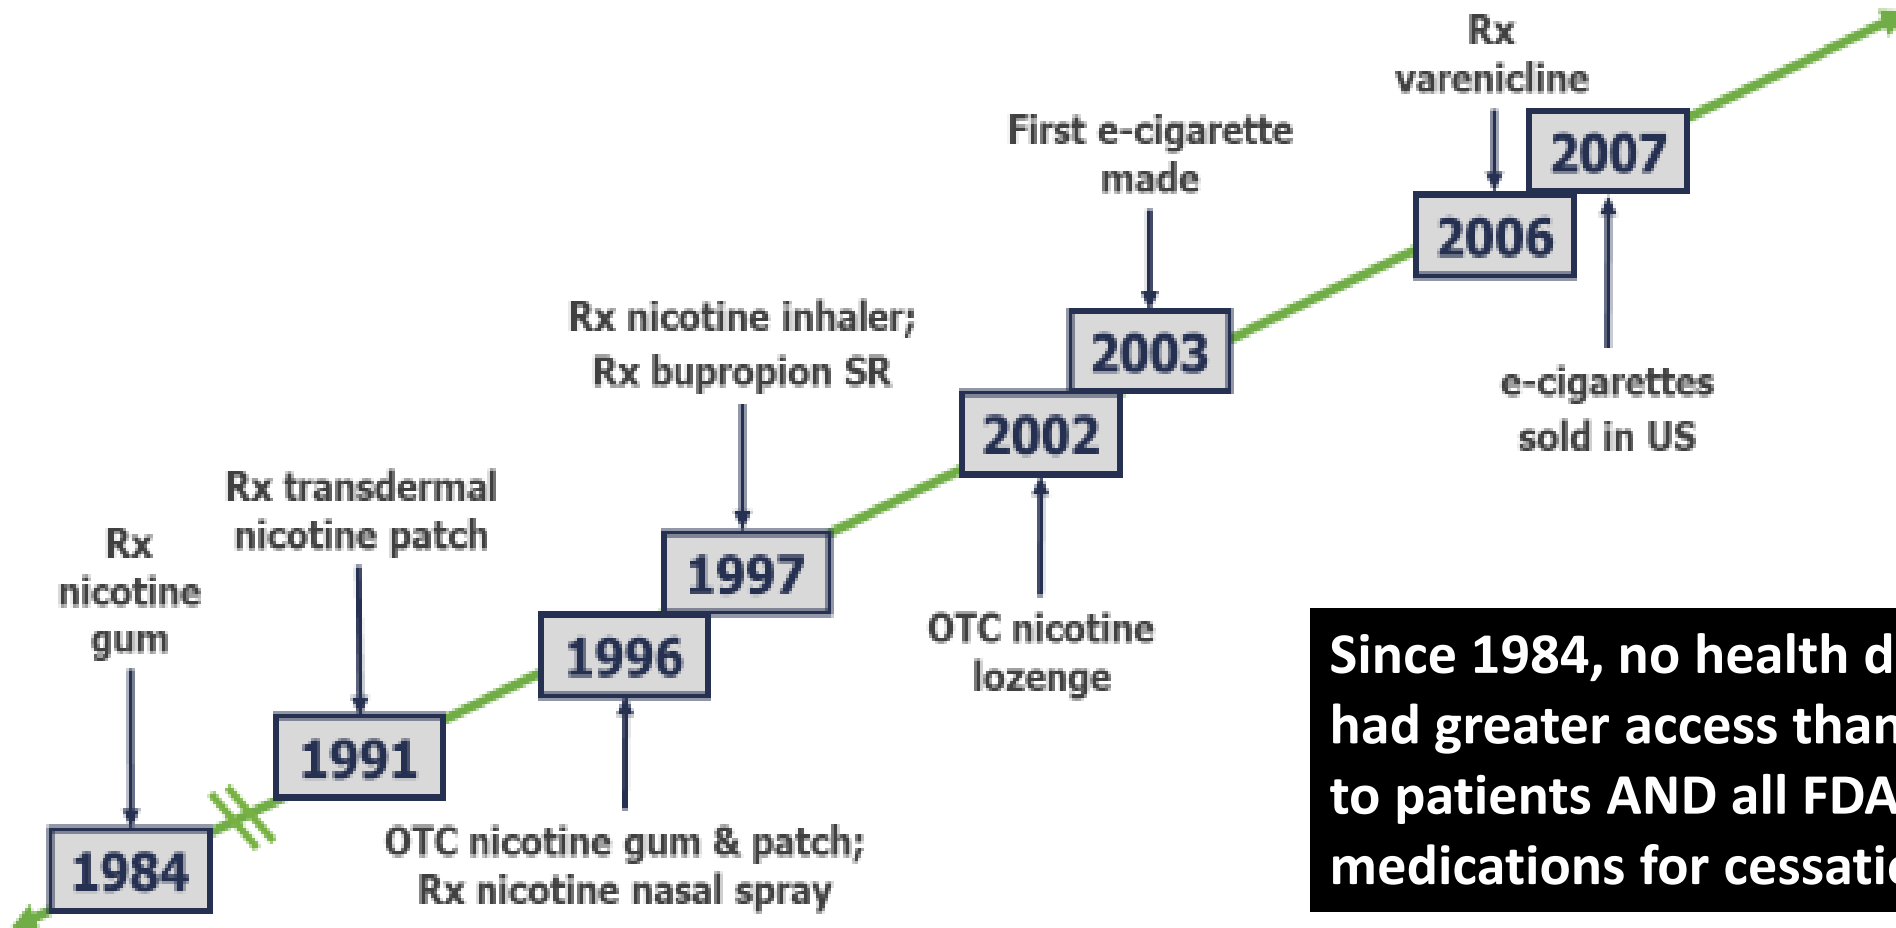 Rx
nicotine
gum
1984
Rx transdermal
nicotine patch
1991
OTC nicotine gum & patch;
Rx nicotine nasal spray
1996
Rx nicotine inhaler;
Rx bupropion SR
1997
OTC nicotine
lozenge
2002
First e-cigarette
made
2003
Rx
varenicline
2006
2007
e-cigarettes
sold in US
Since 1984, no health
had greater access than
to patients AND all FDA
medications for